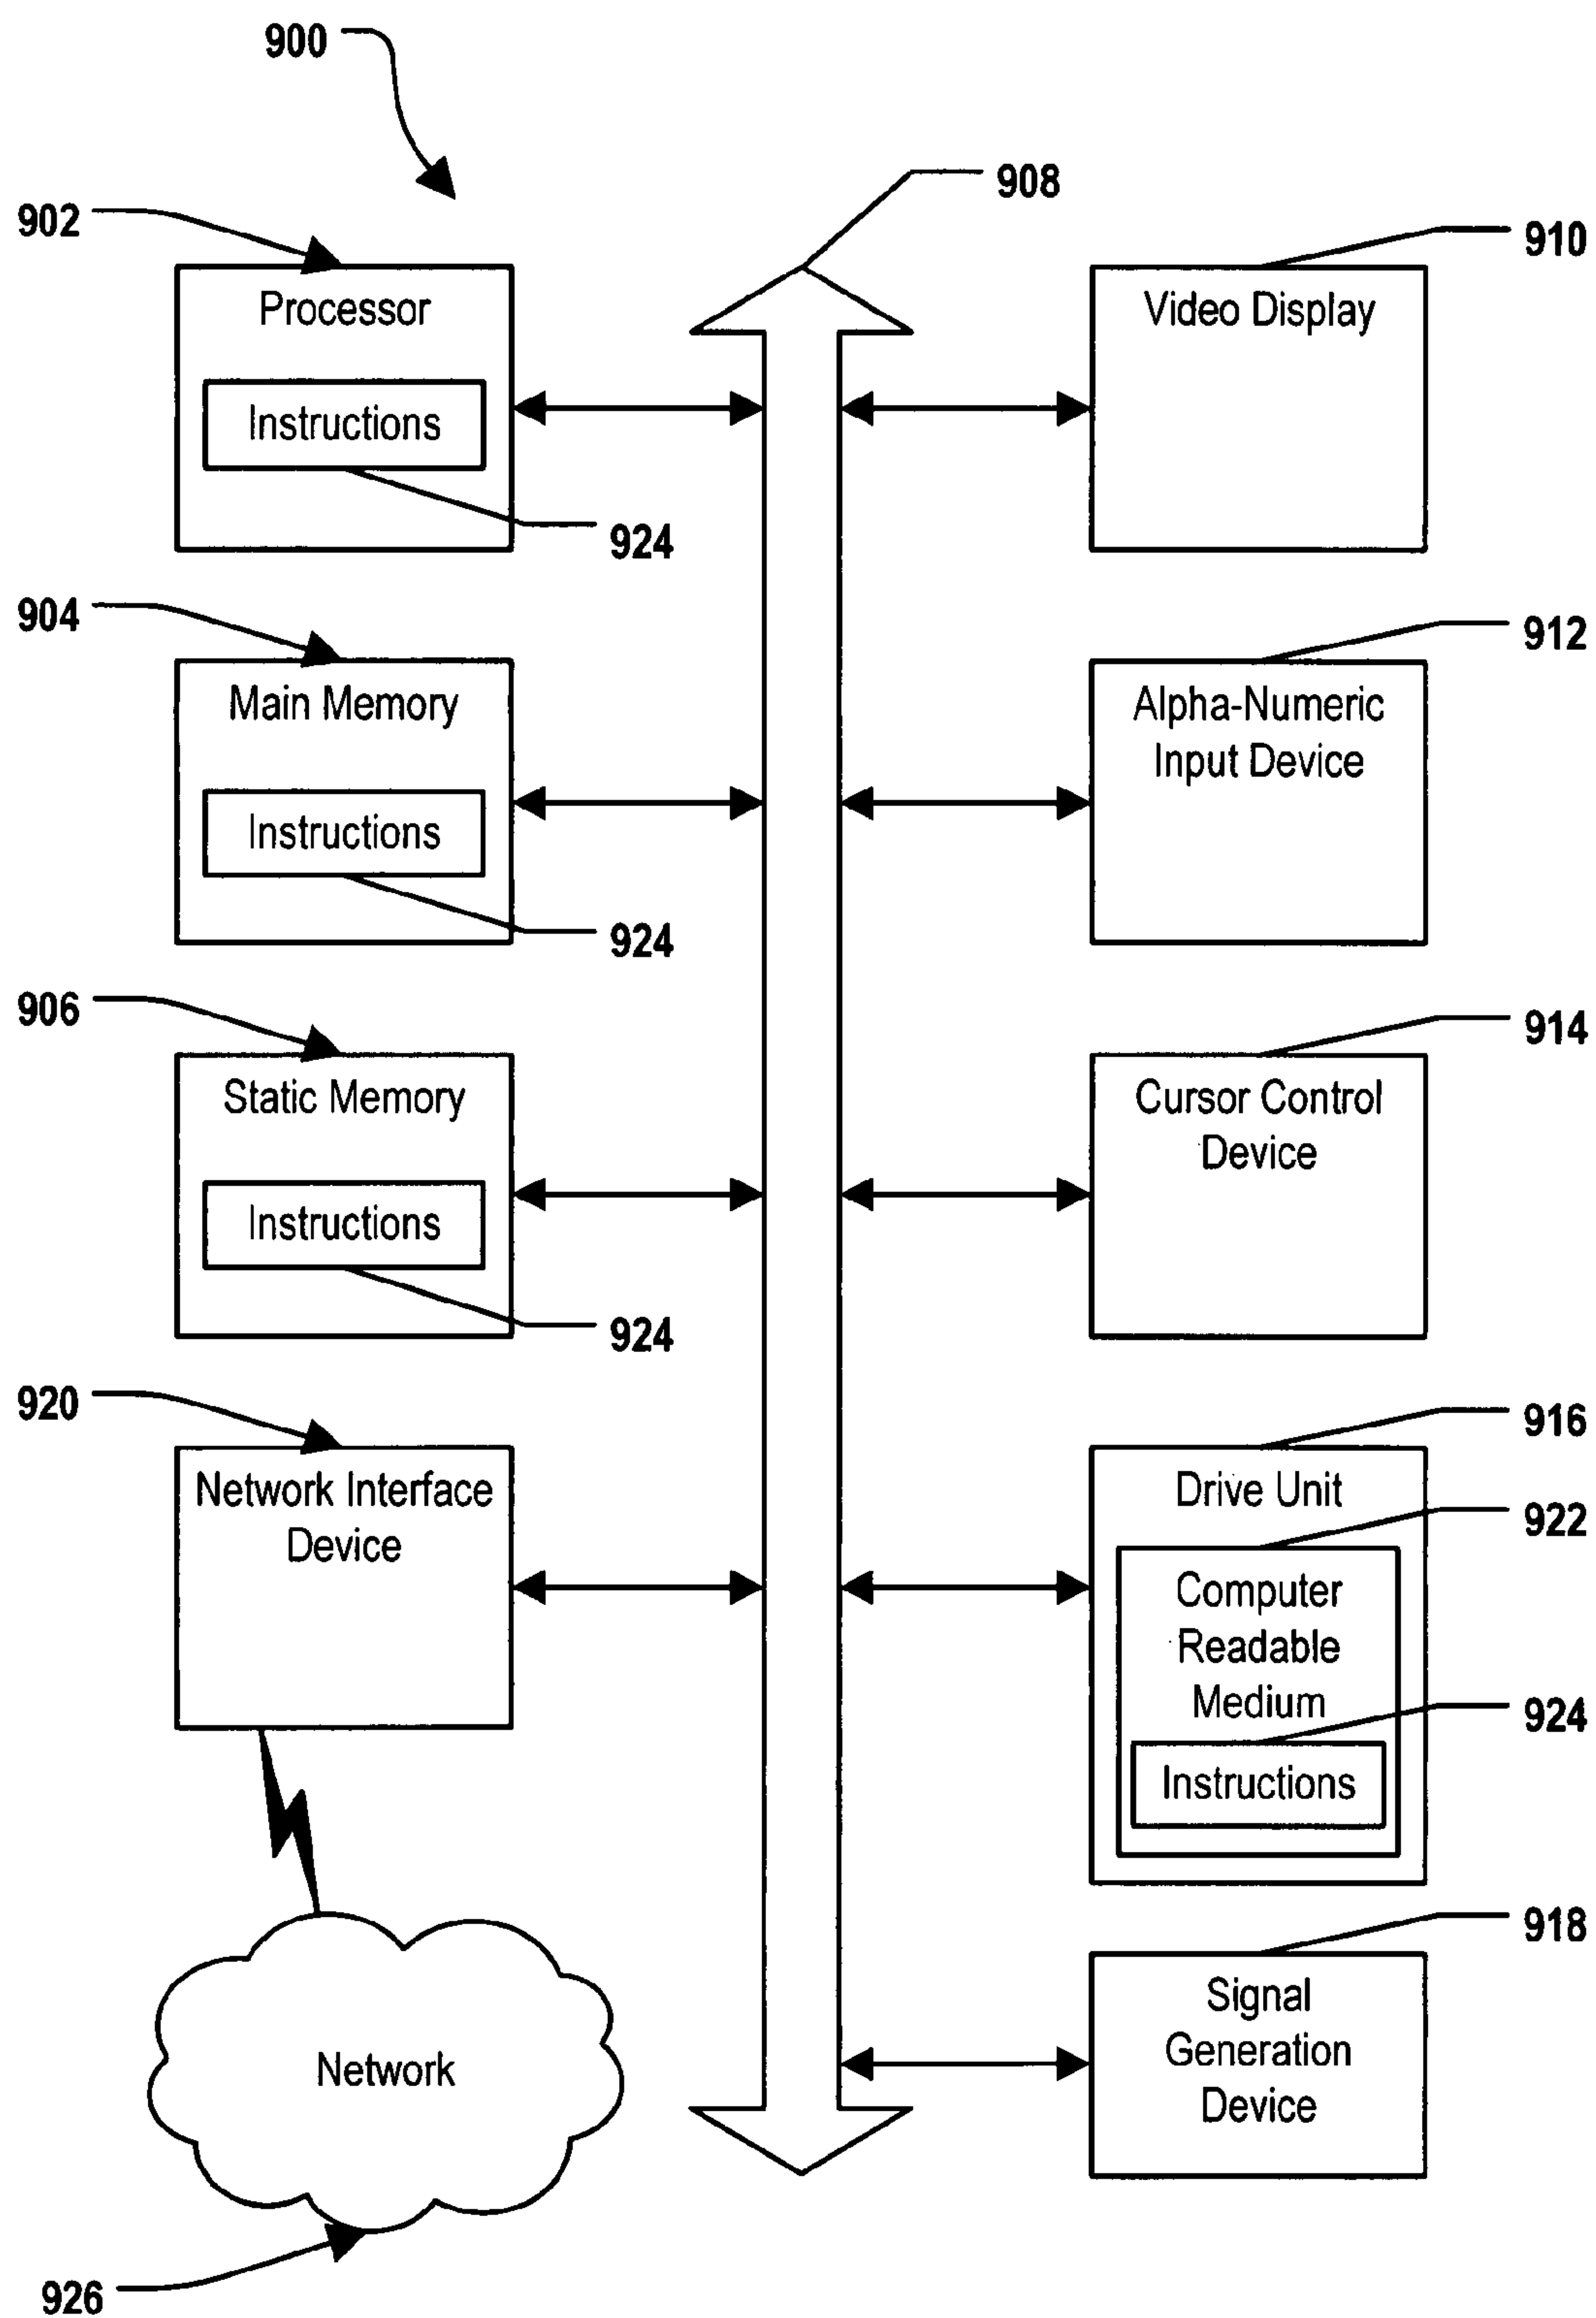 900
908
902
910
Processor
Video Display
Instructions
924
904
912
Main Memory
Alpha-Numeric
Input Device
Instructions
924
906
914
Static Memory
Cursor Control
Device
Instructions
924
920
916
Network Interface
Device
Drive Unit
922
Computer
Readable
Medium
924
Instructions
918
Signal
Generation
Device
Network
926